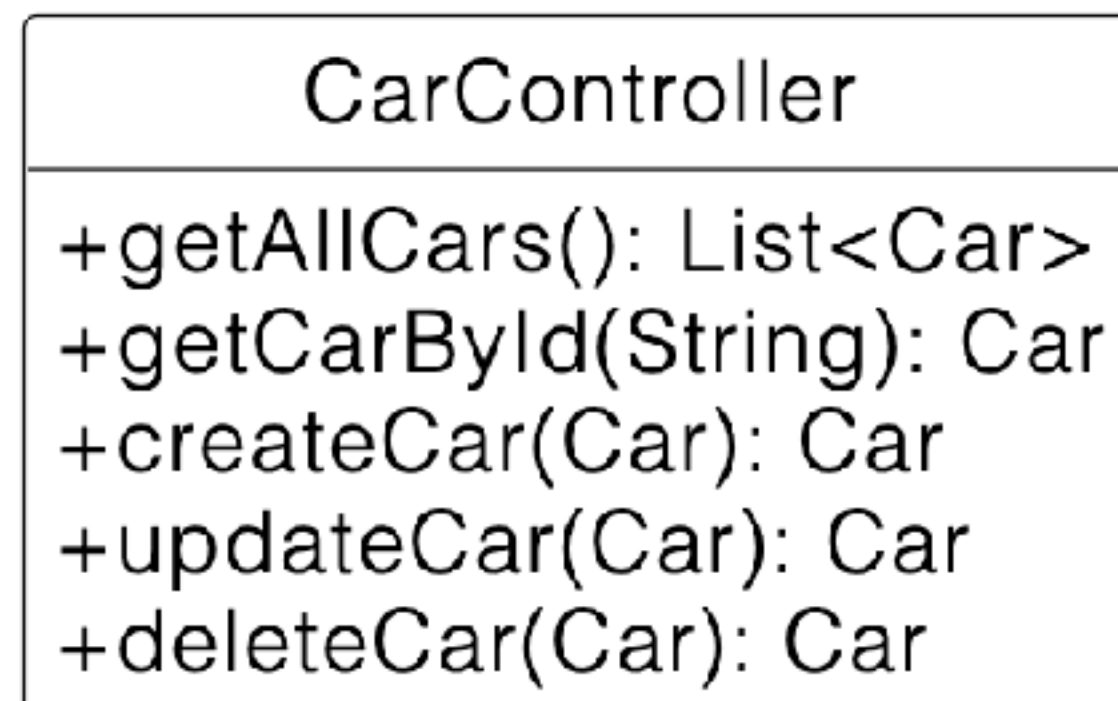 CarController
+getAllCars(): List<Car>
+getCarById(String): Car
+createCar(Car): Car
+updateCar(Car): Car
+deleteCar(Car): Car